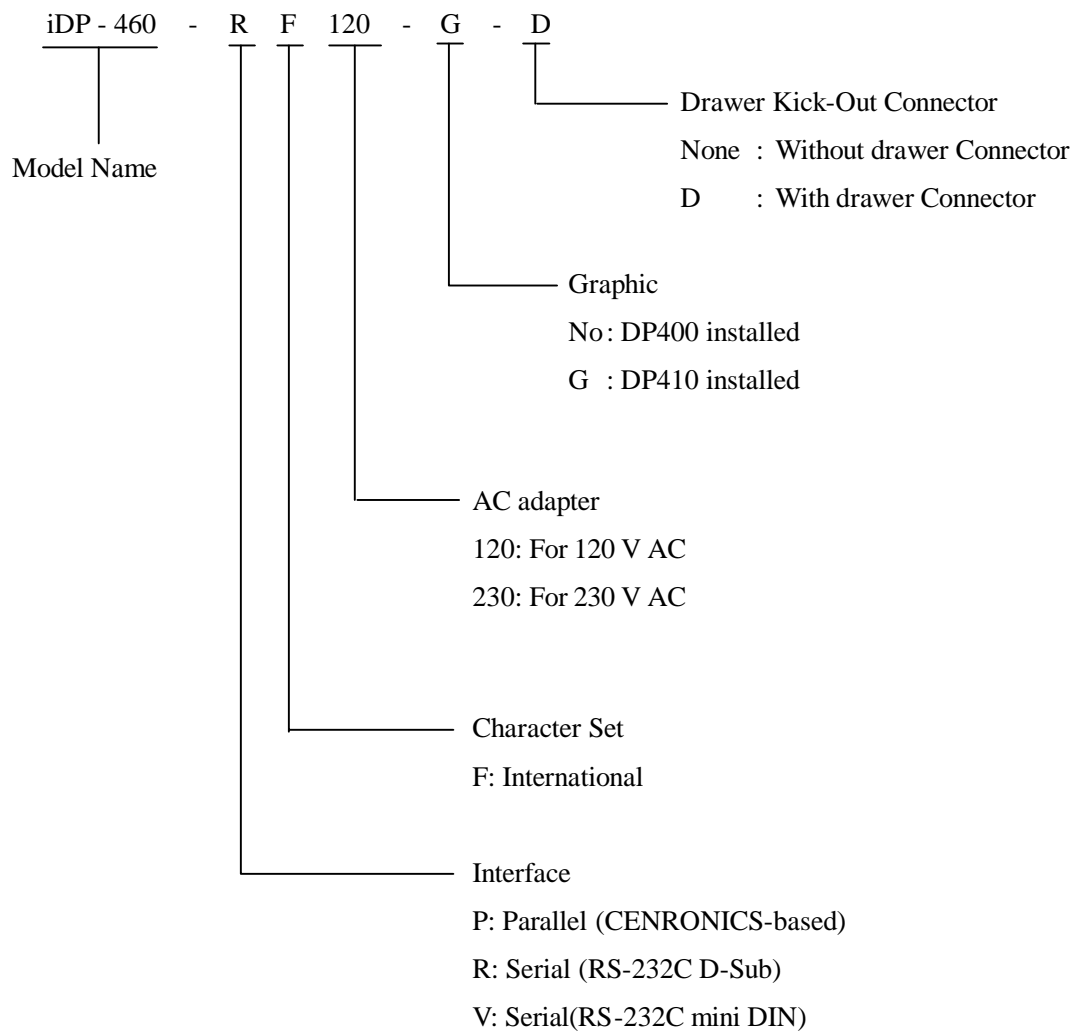 iDP - 460 - R F 120 - G - D
Drawer Kick-Out Connector
None : Without drawer Connector
Model Name
D : With drawer Connector
Graphic
No : DP400 installed
G : DP410 installed
AC adapter
120: For 120 V AC
230: For 230 V AC
Character Set
F: International
Interface
P: Parallel (CENRONICS-based)
R: Serial (RS-232C D-Sub)
V: Serial(RS-232C mini DIN)